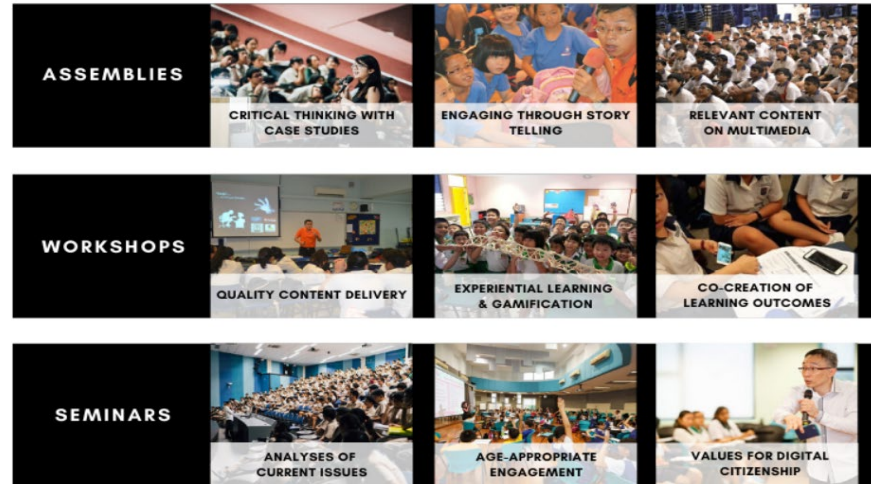 ASSEMBLIES
CRITICAL THINKING WITH
CASE STUDIES
ENGAGING THROUGH STORY
TELLING
RELEVANT CONTENT
ON MULTIMEDIA
WORKSHOPS
QUALITY CONTENT DELIVERY
EXPERIENTIAL LEARNING
& GAMIFICATION
CO-CREATION OF
LEARNING OUTCOMES
SEMINARS
ANALYSES OF
CURRENT ISSUES
AGE-APPROPRIATE
ENGAGEMENT
VALUES FOR DIGITAL
CITIZENSHIP